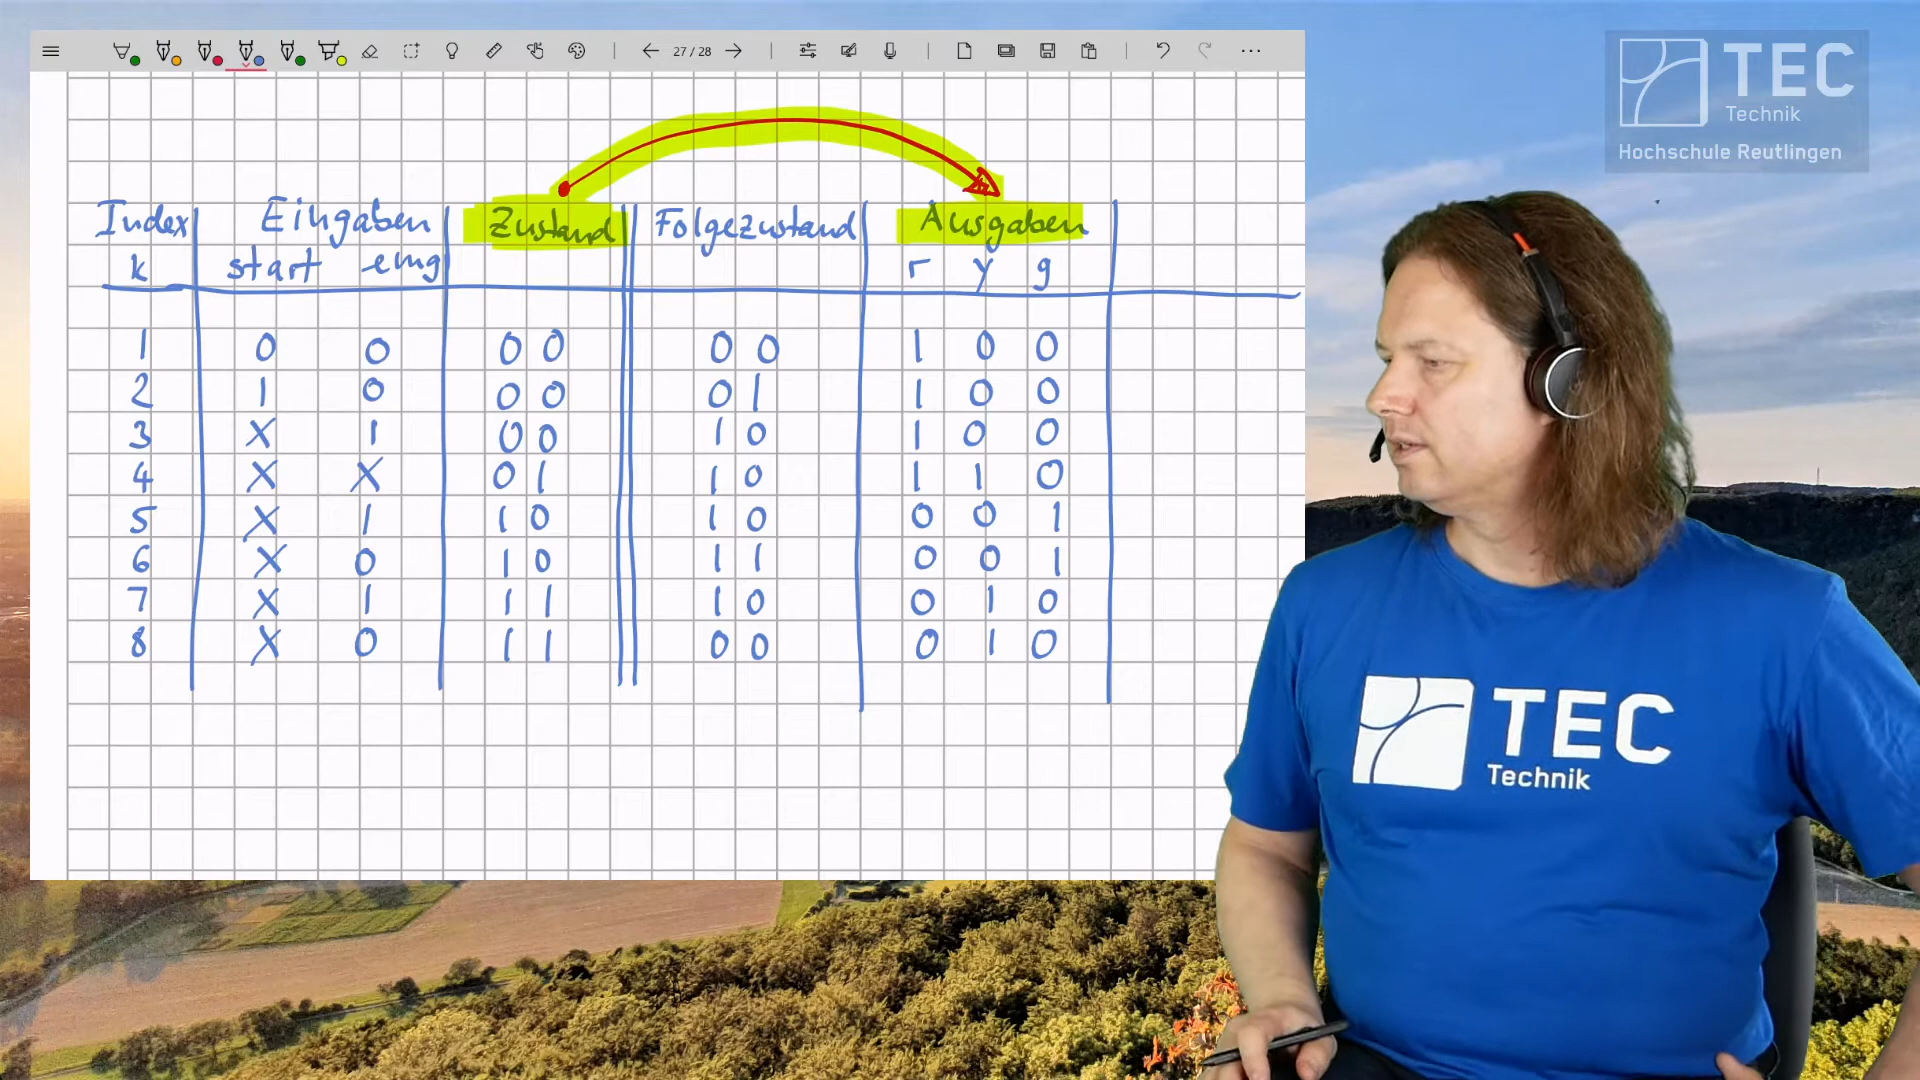 27 / 28
TEC
Technik
Hochschule Reutlingen
Index Eingaben Zustand Folgezustand Ausgaben
k start eing r y g
1 0 0 0 0 0 0 1 0 0
2 1 0 0 0 0 1 1 0 0
3 X 1 0 0 1 0 1 0 0
4 X X 0 1 1 0 1 1 0
5 X 1 1 0 1 0 0 0 1
6 X 0 1 0 1 1 0 0 1
7 X 1 1 1 1 0 0 1 0
8 X 0 1 1 0 0 0 1 0
TEC
Technik